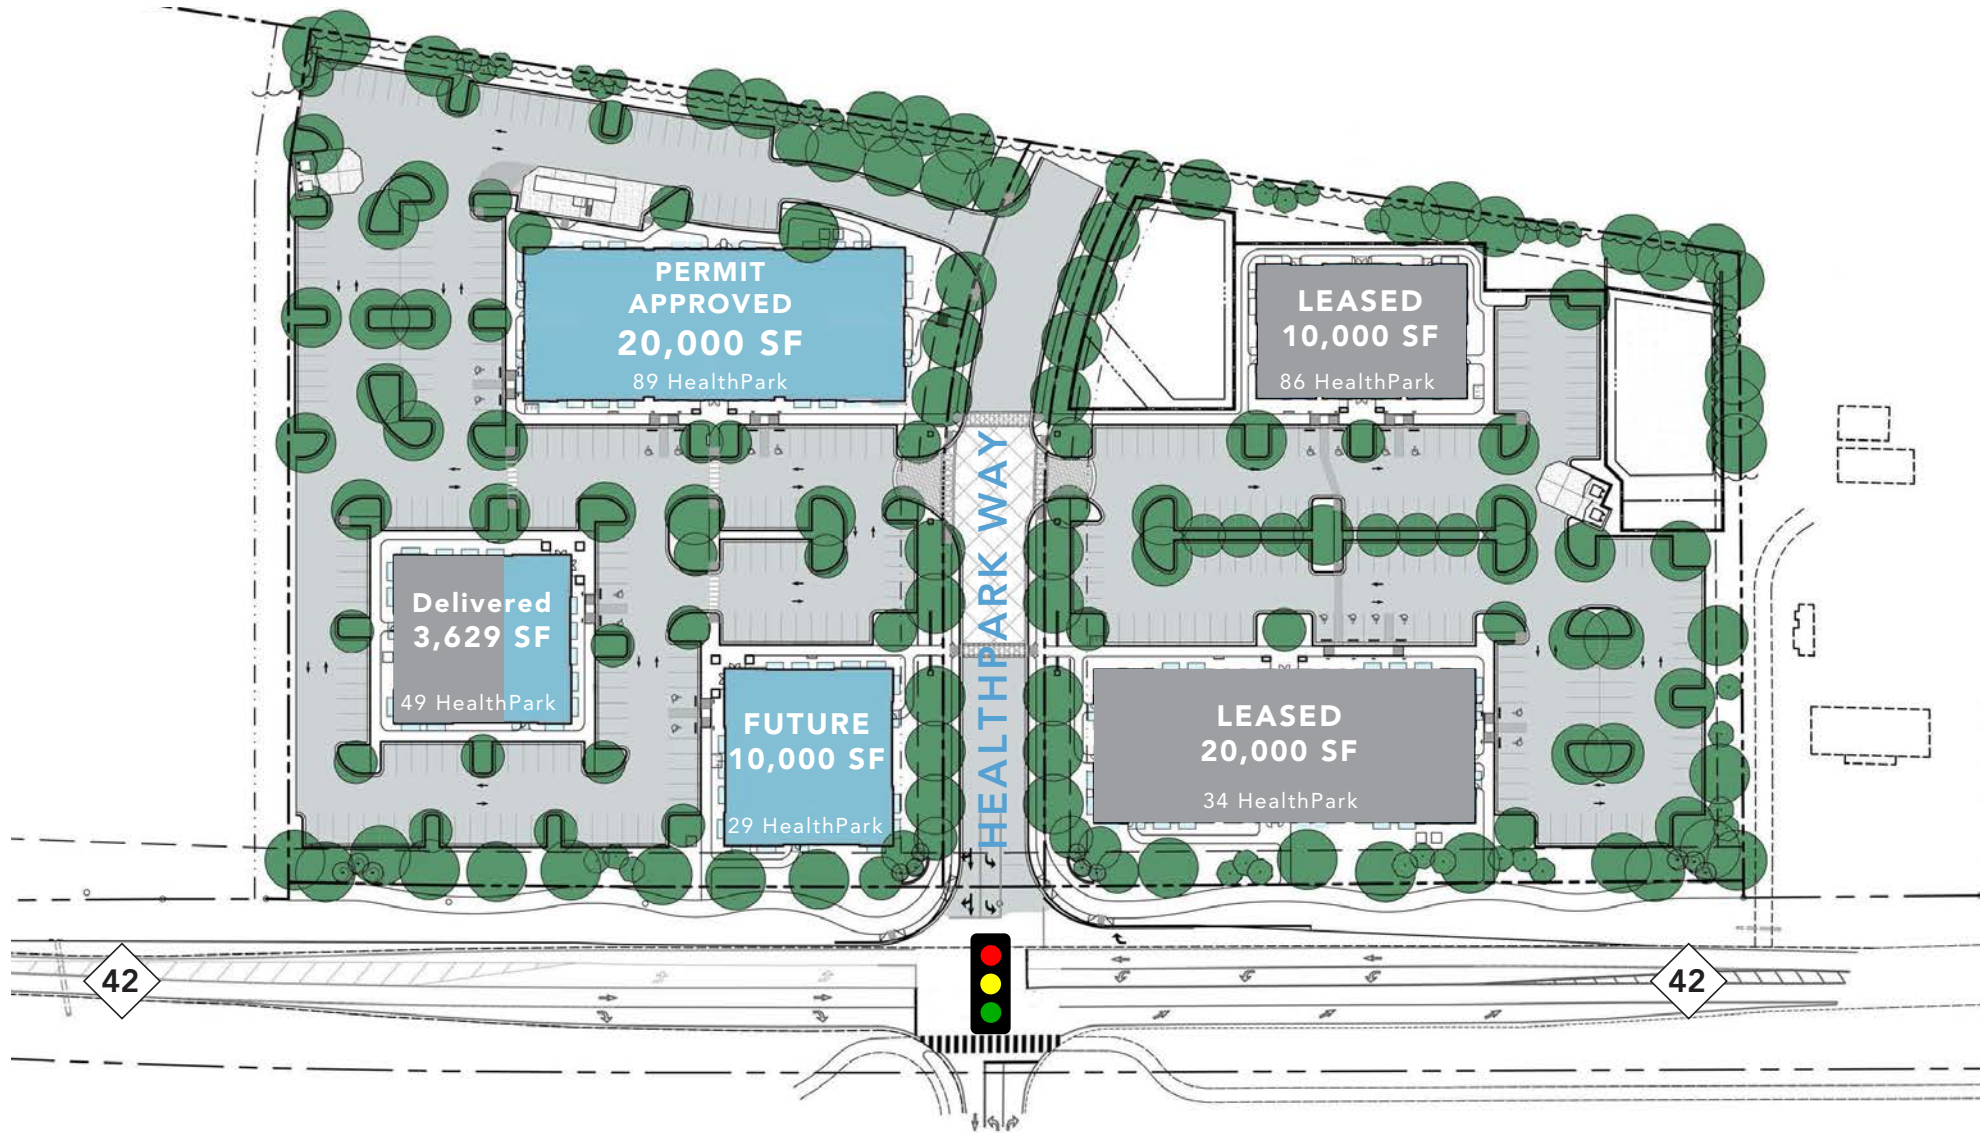 PERMIT
APPROVED
20,000 SF
89 HealthPark
LEASED
10,000 SF
86 HealthPark
HEALTHPARK WAY
Delivered
3,629 SF
49 HealthPark
FUTURE
10,000 SF
29 HealthPark
LEASED
20,000 SF
34 HealthPark
42
42